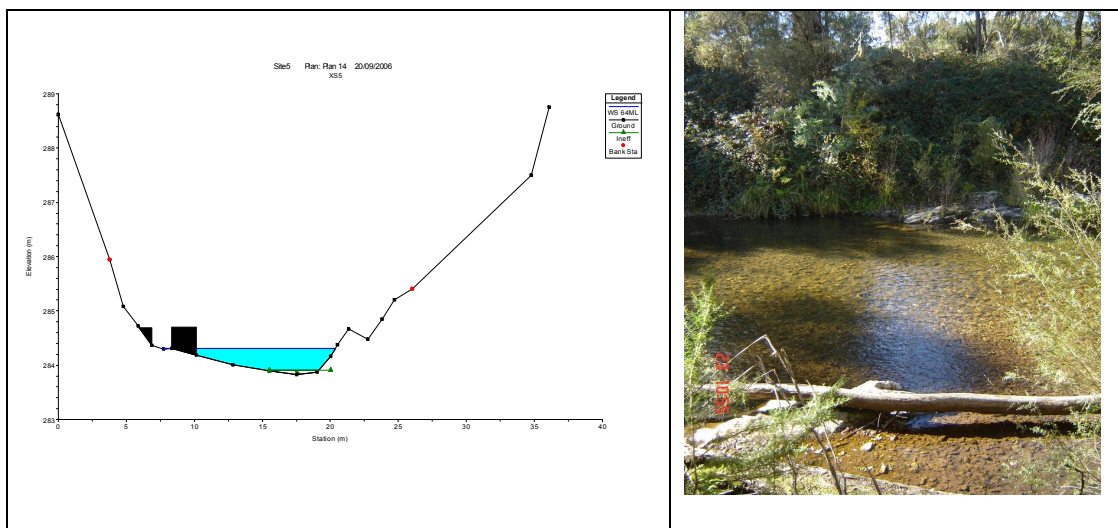 Site5 Plan: Plan 14 20/09/2006
XS5
Legend
WS 64ML
Ground
Ineff
Bank Sta
Elevation (m)
289
288
287
286
285
284
283
0 5 10 15 20 25 30 35 40
Station (m)